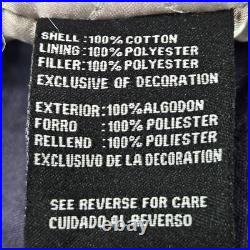 SHELL:100% COTTON
LINING:100% POLYESTER
FILLER:100% POLYESTER
EXCLUSIVE OF DECORATION
EXTERIOR:100%ALGODON
FORRO :100% POLIESTER
RELLEND :100% POLIESTER
EXCLUSIVO DE LA DECORATION
SEE REVERSE FOR CARE
CUIDADO AL REVERSO